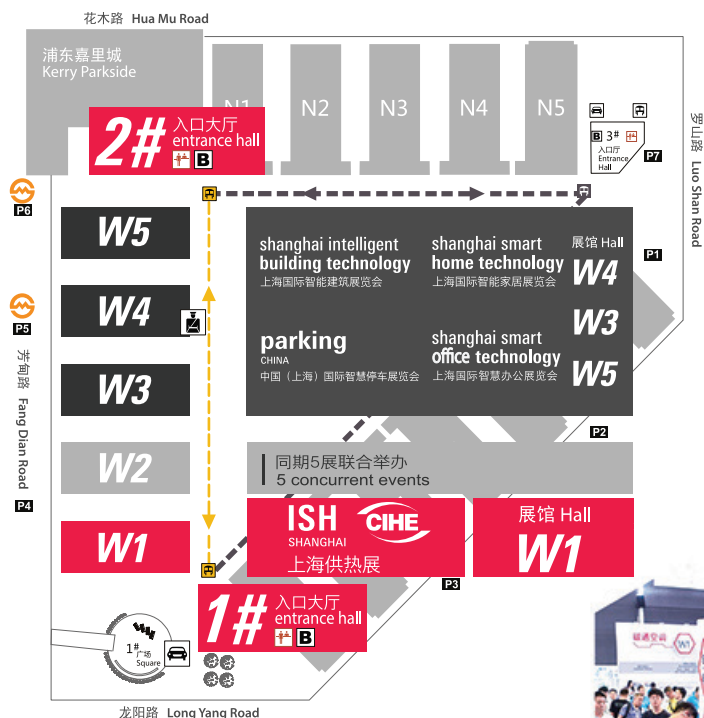 花木路 Hua Mu Road
浦东嘉里城
Kerry Parkside
N1
N2
N3
N4
N5
2#
入口大厅
entrance hall
B
B 3#
入口厅
Entrance
Hall
P7
罗山路 Luo Shan Road
P6
W5
W4
P5
W3
芳甸路 Fang Dian Road
W2
P4
W1
shanghai intelligent
building technology
上海国际智能建筑展览会
shanghai smart
home technology
上海国际智能家居展览会
parking
CHINA
中国（上海）国际智慧停车展览会
shanghai smart
office technology
上海国际智慧办公展览会
展馆 Hall
W4
W3
W5
P1
P2
同期5展联合举办
5 concurrent events
ISH
SHANGHAI
CIHE
上海供热展
展馆 Hall
W1
P3
1#
入口大厅
entrance hall
B
1#
广场
Square
龙阳路 Long Yang Road
W1